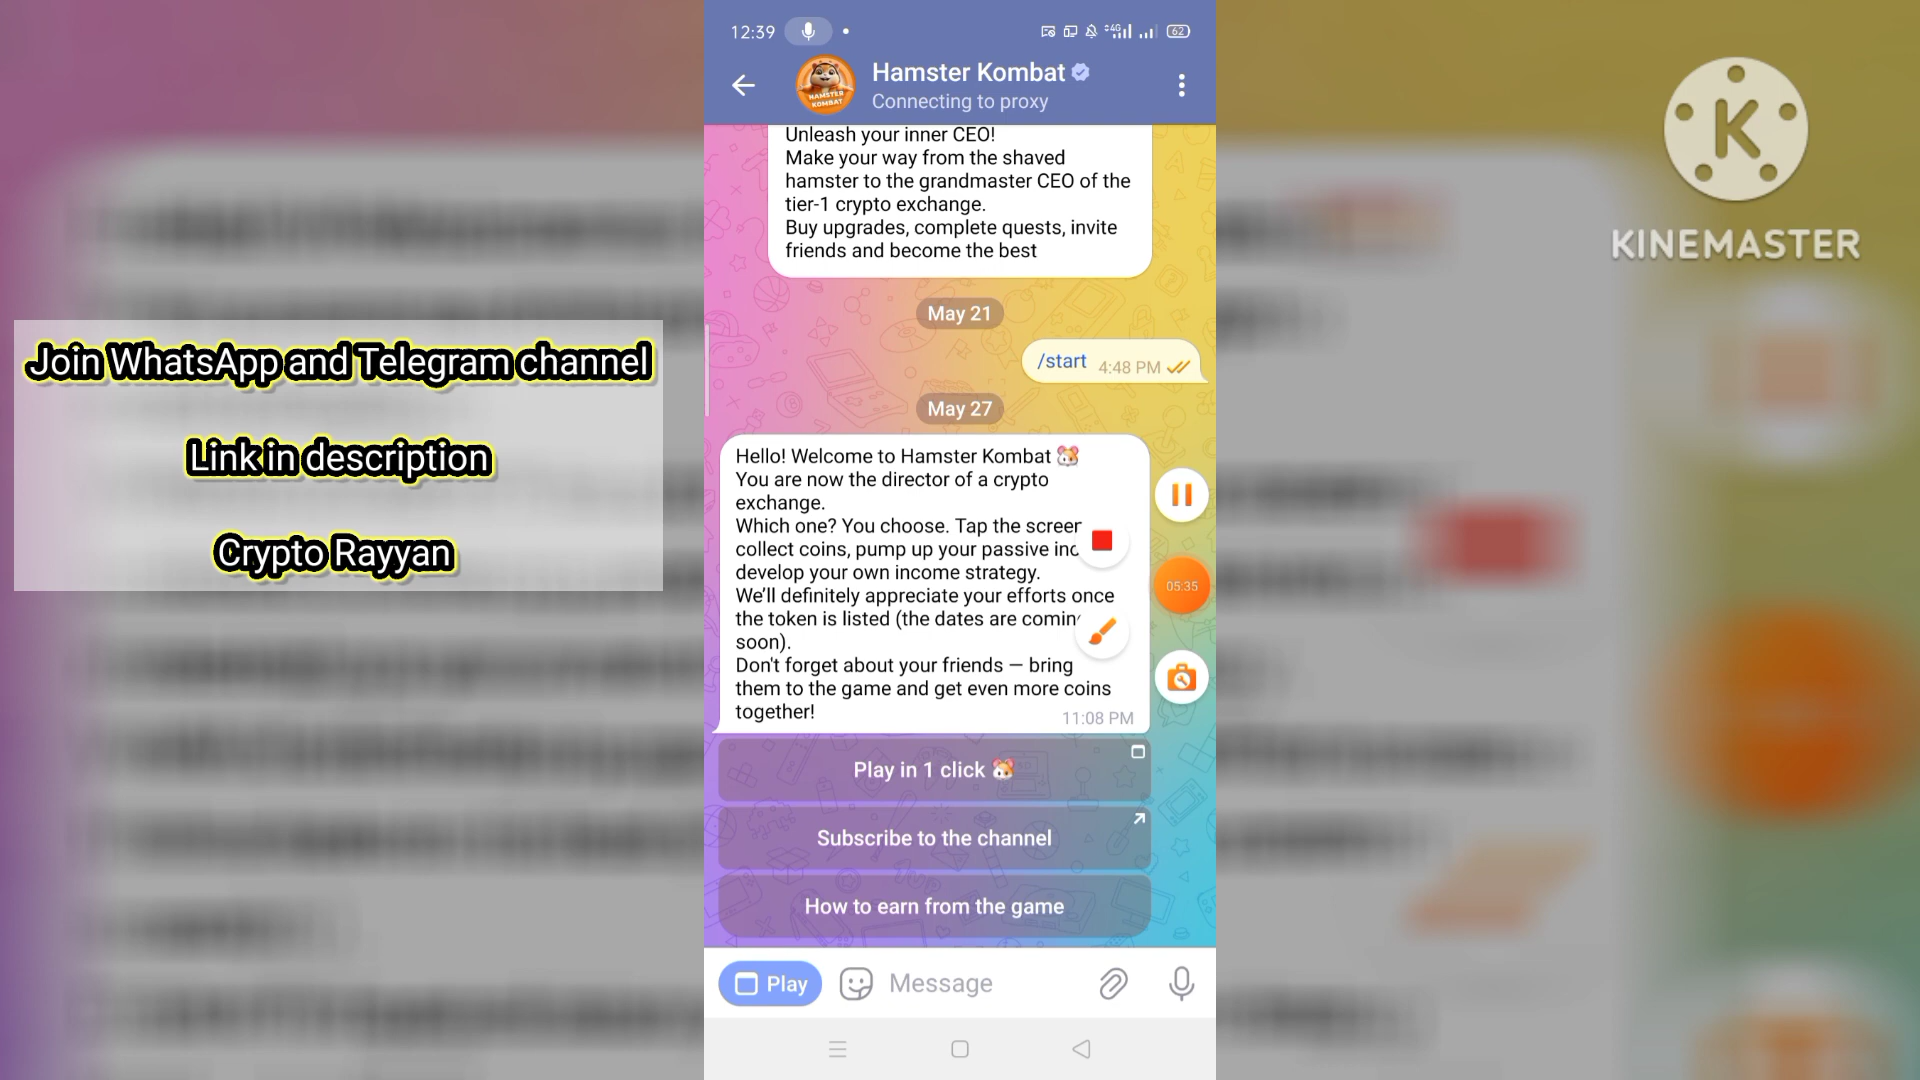 12:39
4G
62
Hamster Kombat
Connecting to proxy
HAMSTER
KOMBAT
Unleash your inner CEO!
Make your way from the shaved
hamster to the grandmaster CEO of the
tier-1 crypto exchange.
Buy upgrades, complete quests, invite
friends and become the best
May 21
/start 4:48 PM
May 27
Hello! Welcome to Hamster Kombat 🐹
You are now the director of a crypto
exchange.
Which one? You choose. Tap the screen
collect coins, pump up your passive
develop your own income strategy.
We’ll definitely appreciate your efforts once
the token is listed (the dates are coming
soon).
Don't forget about your friends — bring
them to the game and get even more coins
together!
11:08 PM
05:35
Play in 1 click 🐹
Subscribe to the channel
How to earn from the game
Play
Message
Join WhatsApp and Telegram channel
Link in description
Crypto Rayyan
K
KINEMASTER